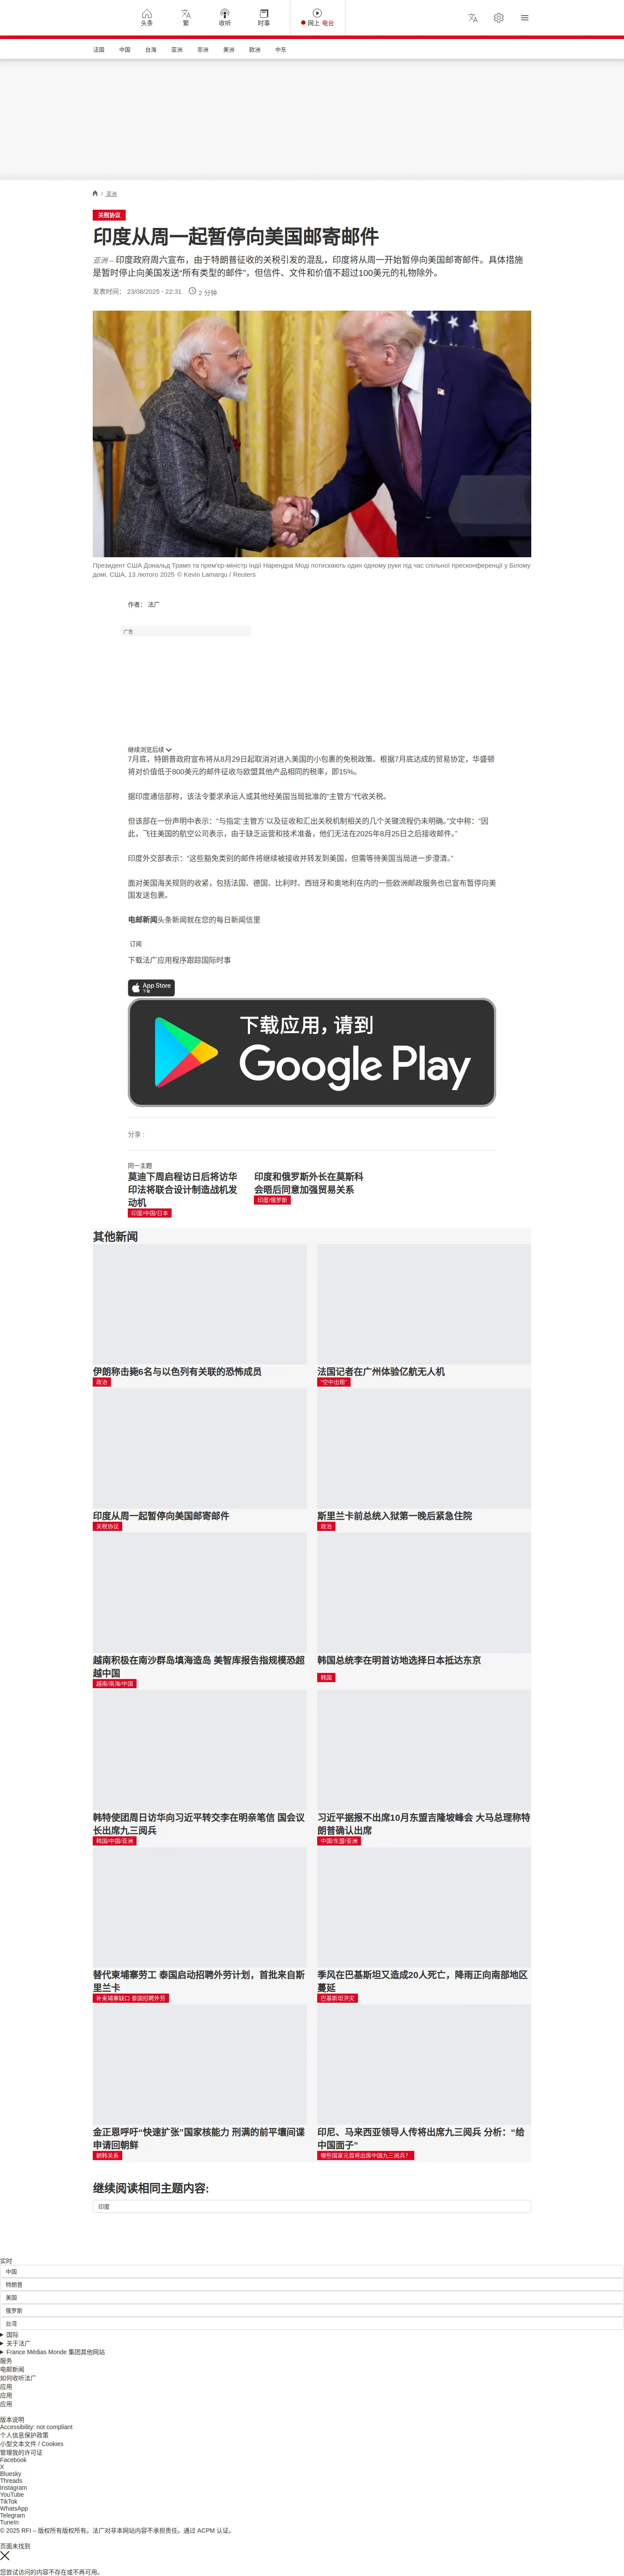 头条
繁
收听
时事
网上 电台
法国
中国
台海
亚洲
非洲
美洲
欧洲
中东
/ 亚洲
关税协议
印度从周一起暂停向美国邮寄邮件
亚洲 – 印度政府周六宣布，由于特朗普征收的关税引发的混乱，印度将从周一开始暂停向美国邮寄邮件。具体措施
是暂时停止向美国发送“所有类型的邮件”，但信件、文件和价值不超过100美元的礼物除外。
发表时间： 23/08/2025 - 22:31 2 分钟
Президент США Дональд Трамп та прем'єр-міністр Індії Нарендра Моді потискають один одному руки під час спільної пресконференції у Білому
домі. США, 13 лютого 2025 © Kevin Lamarqu / Reuters
作者： 法广
广告
继续浏览后续
7月底，特朗普政府宣布将从8月29日起取消对进入美国的小包裹的免税政策。根据7月底达成的贸易协定，华盛顿
将对价值低于800美元的邮件征收与欧盟其他产品相同的税率，即15%。
据印度通信部称，该法令要求承运人或其他经美国当局批准的“主管方”代收关税。
但该部在一份声明中表示：“与指定‘主管方’以及征收和汇出关税机制相关的几个关键流程仍未明确。”文中称：“因
此，飞往美国的航空公司表示，由于缺乏运营和技术准备，他们无法在2025年8月25日之后接收邮件。”
印度外交部表示：“这些豁免类别的邮件将继续被接收并转发到美国，但需等待美国当局进一步澄清。”
面对美国海关规则的收紧，包括法国、德国、比利时、西班牙和奥地利在内的一些欧洲邮政服务也已宣布暂停向美
国发送包裹。
电邮新闻头条新闻就在您的每日新闻信里
订阅
下载法广应用程序跟踪国际时事
App Store
下载
下载应用，请到
Google Play
分享 :
同一主题
莫迪下周启程访日后将访华
印法将联合设计制造战机发
动机
印度/中国/日本
印度和俄罗斯外长在莫斯科
会晤后同意加强贸易关系
印度/俄罗斯
其他新闻
伊朗称击毙6名与以色列有关联的恐怖成员
政治
法国记者在广州体验亿航无人机
“空中出租”
印度从周一起暂停向美国邮寄邮件
关税协议
斯里兰卡前总统入狱第一晚后紧急住院
政治
越南积极在南沙群岛填海造岛 美智库报告指规模恐超
越中国
越南/南海/中国
韩国总统李在明首访地选择日本抵达东京
韩国
韩特使团周日访华向习近平转交李在明亲笔信 国会议
长出席九三阅兵
韩国/中国/亚洲
习近平据报不出席10月东盟吉隆坡峰会 大马总理称特
朗普确认出席
中国/东盟/亚洲
替代柬埔寨劳工 泰国启动招聘外劳计划，首批来自斯
里兰卡
补柬埔寨缺口 泰国招聘外劳
季风在巴基斯坦又造成20人死亡，降雨正向南部地区
蔓延
巴基斯坦洪灾
金正恩呼吁“快速扩张”国家核能力 刑满的前平壤间谍
申请回朝鲜
朝韩关系
印尼、马来西亚领导人传将出席九三阅兵 分析：“给
中国面子”
哪些国家元首将出席中国九三阅兵?
继续阅读相同主题内容:
印度
实时
中国
特朗普
美国
俄罗斯
台湾
国际
关于法广
France Médias Monde 集团其他网站
服务
电邮新闻
如何收听法广
应用
应用
应用
版本说明
Accessibility: not compliant
个人信息保护政策
小型文本文件 / Cookies
管理我的许可证
Facebook
X
Bluesky
Threads
Instagram
YouTube
TikTok
WhatsApp
Telegram
TuneIn
© 2025 RFI – 版权所有版权所有。法广对非本网站内容不承担责任。通过 ACPM 认证。
页面未找到
您尝试访问的内容不存在或不再可用。